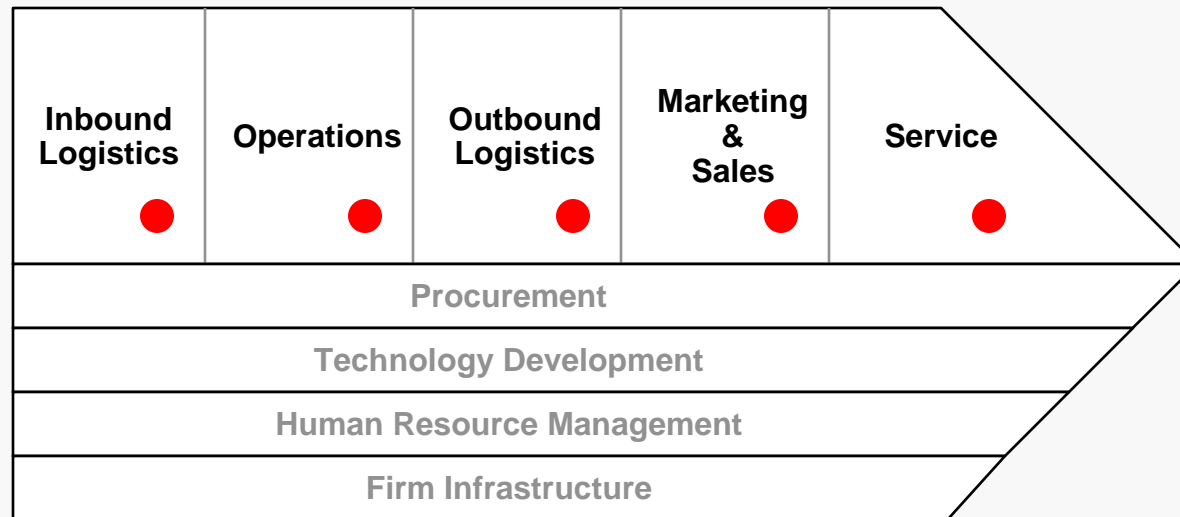 Inbound
Logistics
Operations
Outbound
Logistics
Marketing
&
Sales
Service
Procurement
Technology Development
Human Resource Management
Firm Infrastructure